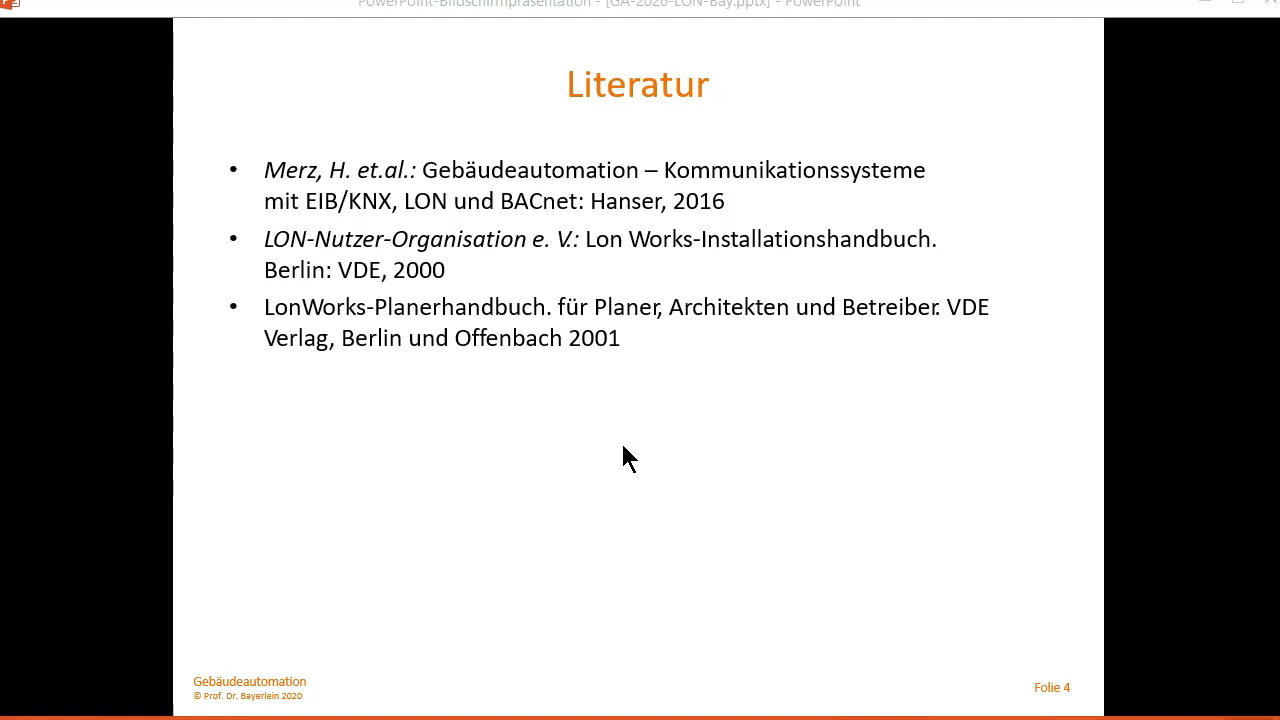 PowerPoint-Bildschirmpräsentation - [GA-2020-LON-Bay.pptx] - PowerPoint
Literatur
• Merz, H. et.al.: Gebäudeautomation – Kommunikationssysteme
mit EIB/KNX, LON und BACnet: Hanser, 2016
• LON-Nutzer-Organisation e. V.: Lon Works-Installationshandbuch.
Berlin: VDE, 2000
• LonWorks-Planerhandbuch. für Planer, Architekten und Betreiber. VDE
Verlag, Berlin und Offenbach 2001
Gebäudeautomation
© Prof. Dr. Bayerlein 2020
Folie 4